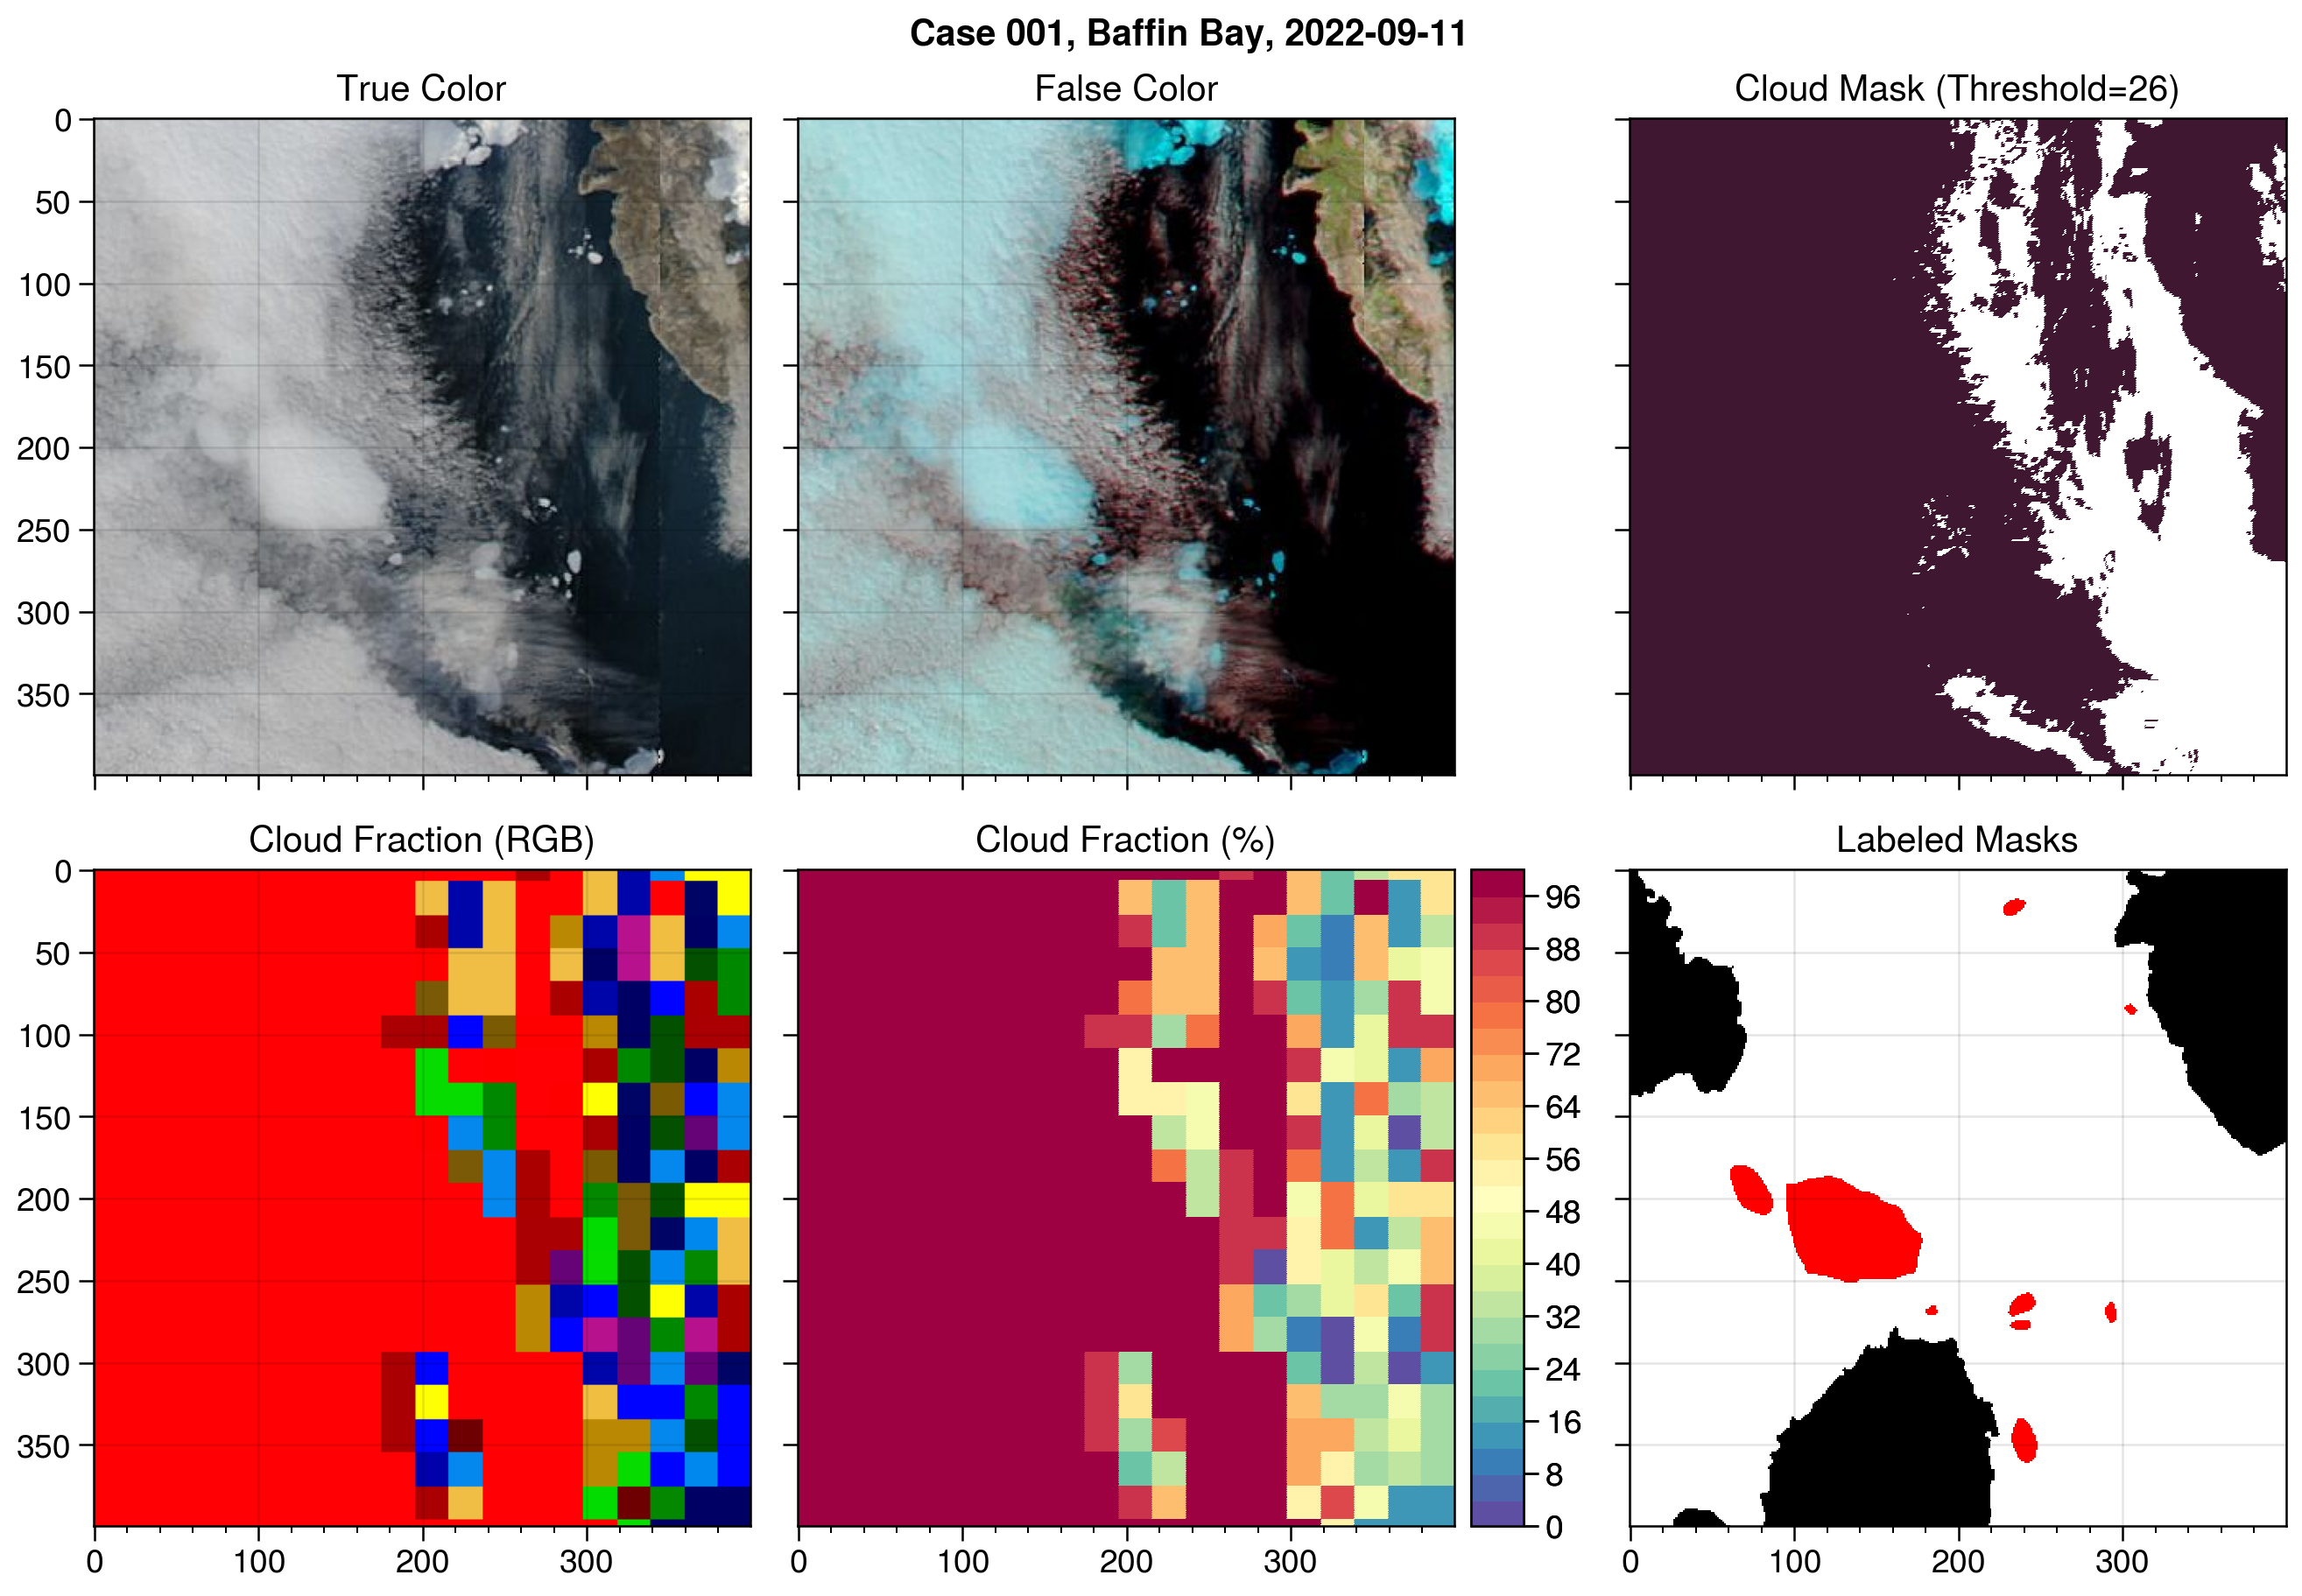 Case 001, Baffin Bay, 2022-09-11
True Color
False Color
Cloud Mask (Threshold=26)
0
50
100
150
200
250
300
350
Cloud Fraction (RGB)
Cloud Fraction (%)
Labeled Masks
0
50
100
150
200
250
300
350
96
88
80
72
64
56
48
40
32
24
16
8
0
0 100 200 300
0 100 200 300
0 100 200 300